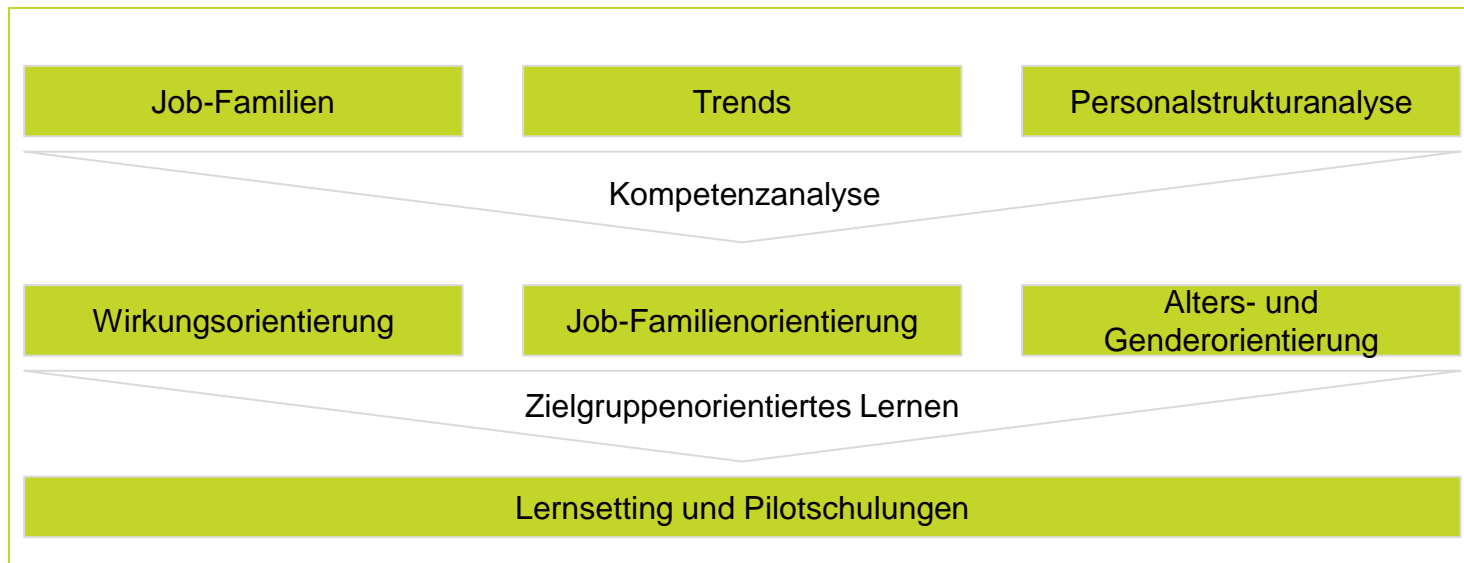 Job-Familien
Trends
Personalstrukturanalyse
Kompetenzanalyse
Wirkungsorientierung
Job-Familienorientierung
Alters- und
Genderorientierung
Zielgruppenorientiertes Lernen
Lernsetting und Pilotschulungen